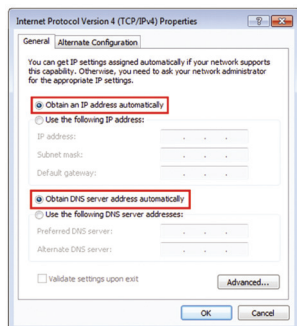 Internet Protocol Version 4 (TCP/IPv4) Properties
General
Alternate Configuration
You can get IP settings assigned automatically if your network supports
this capability. Otherwise, you need to ask your network administrator
for the appropriate IP settings.
Obtain an IP address automatically
Use the following IP address:
IP address:
Subnet mask:
Default gateway:
Obtain DNS server address automatically
Use the following DNS server addresses:
Preferred DNS server:
Alternate DNS server:
Validate settings upon exit
Advanced...
OK
Cancel